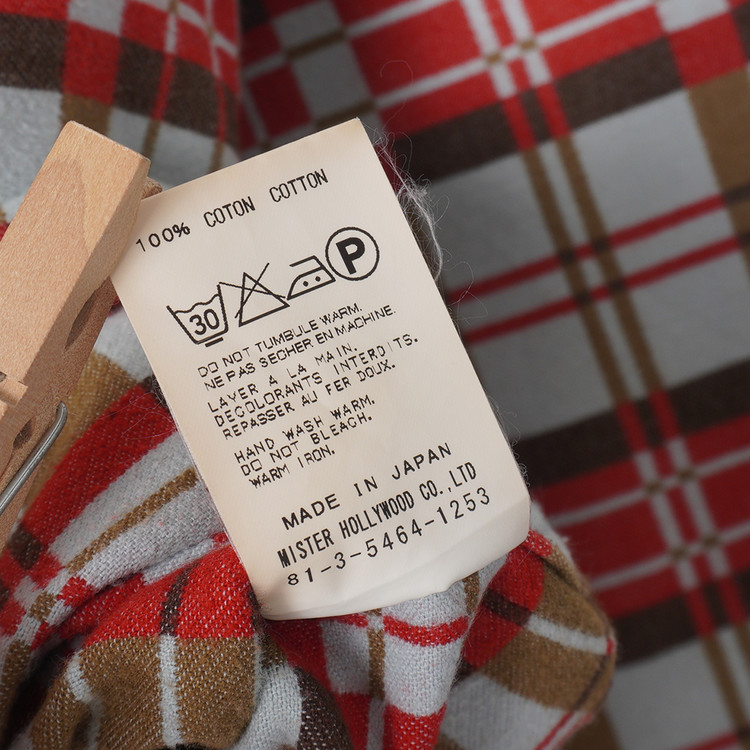 100% COTON COTTON
30 P
DO NOT TUMBULE WARM.
NE PAS SECHER EN MACHINE.
LAYER A LA MAIN.
DECOLORANTS INTERDITS.
REPASSER AU FER DOUX.
HAND WASH WARM.
DO NOT BLEACH.
WARM IRON.
MADE IN JAPAN
MISTER HOLLYWOOD CO.,LTD
81-3-5464-1253